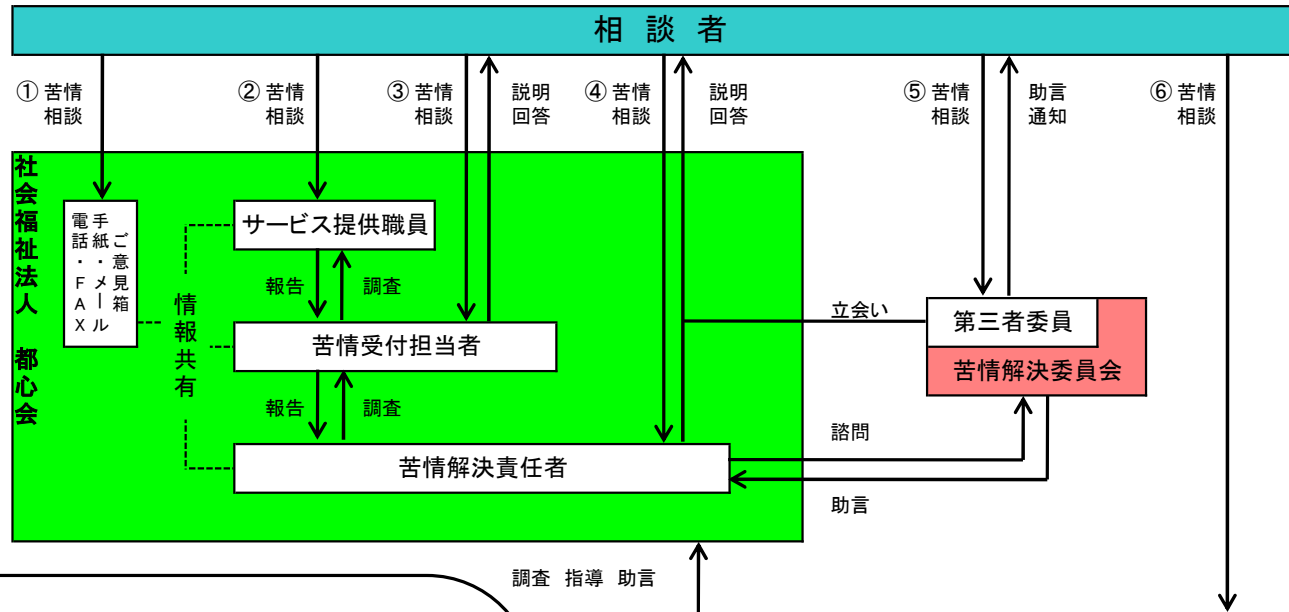 相談者
① 苦情
相談
② 苦情
相談
③ 苦情
相談
説明
回答
④ 苦情
相談
説明
回答
⑤ 苦情
相談
助言
通知
⑥ 苦情
相談
社会福祉法人 都心会
ご意見箱
手紙・メール
電話・FAX
情報共有
サービス提供職員
報告
調査
苦情受付担当者
報告
調査
苦情解決責任者
立会い
第三者委員
苦情解決委員会
諮問
助言
調査 指導 助言